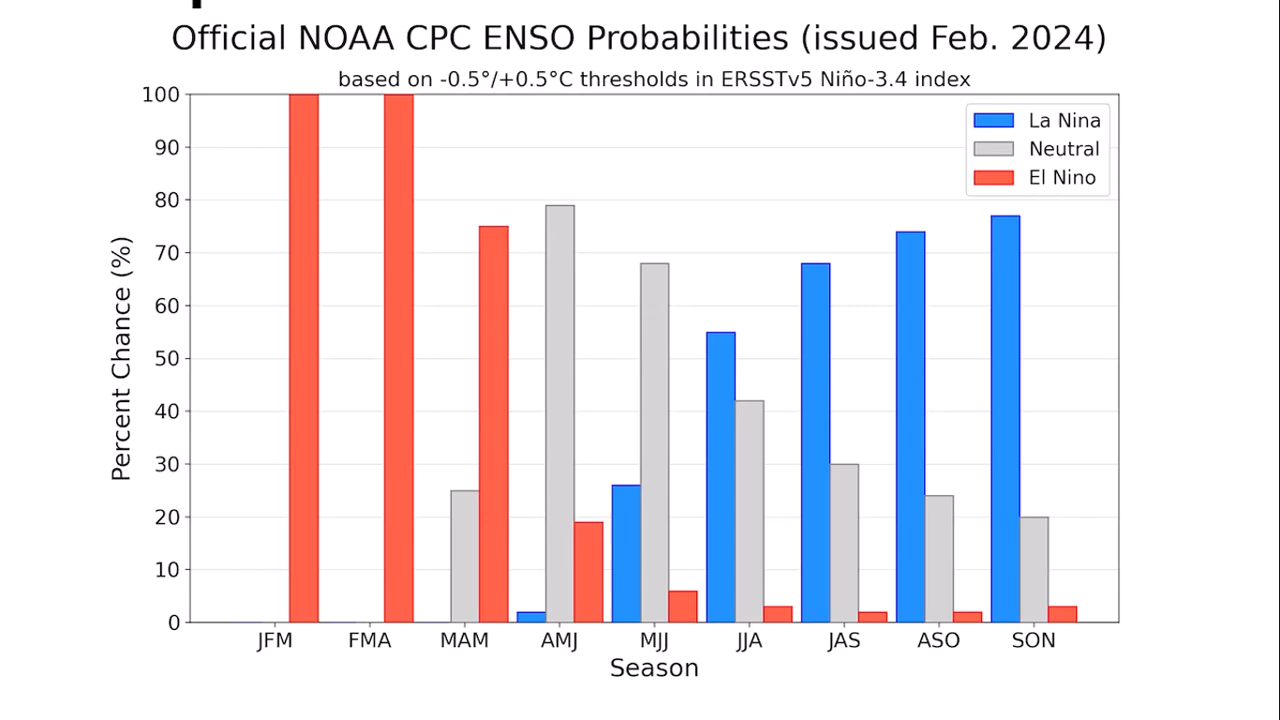 Official NOAA CPC ENSO Probabilities (issued Feb. 2024)
based on -0.5°/+0.5°C thresholds in ERSSTv5 Niño-3.4 index
100
90
80
70
60
50
40
30
20
10
0
Percent Chance (%)
La Nina
Neutral
El Nino
JFM FMA MAM AMJ MJJ JJA JAS ASO SON
Season